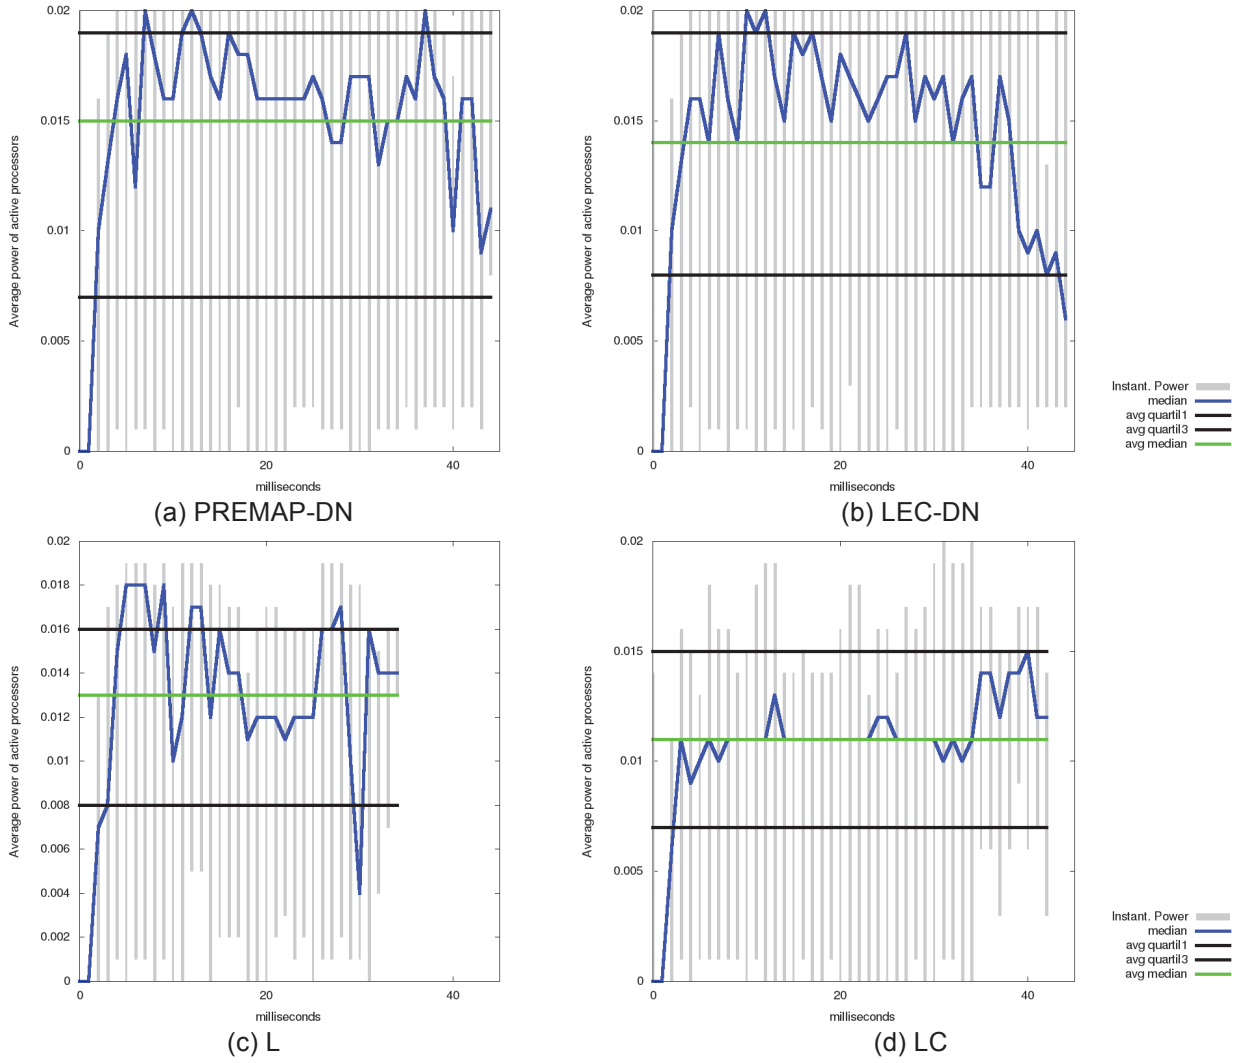 0.02
0.015
0.01
0.005
0
0
20
40
Average power of active processors
milliseconds
(a) PREMAP-DN
0.02
0.015
0.01
0.005
0
0
20
40
Average power of active processors
milliseconds
(b) LEC-DN
Instant. Power
median
avg quartil1
avg quartil3
avg median
0.02
0.018
0.016
0.014
0.012
0.01
0.008
0.006
0.004
0.002
0
0
20
40
Average power of active processors
milliseconds
(c) L
0.02
0.015
0.01
0.005
0
0
20
40
Average power of active processors
milliseconds
(d) LC
Instant. Power
median
avg quartil1
avg quartil3
avg median